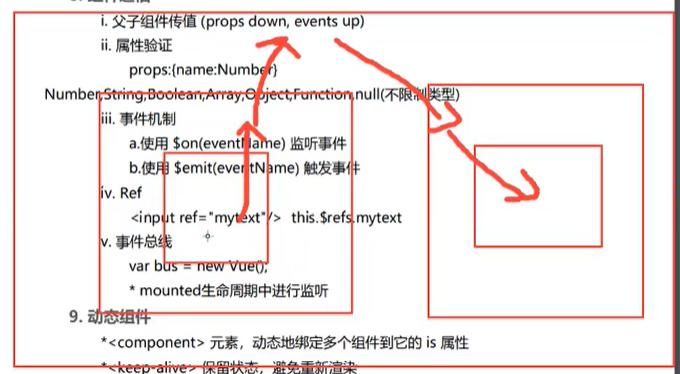 i. 父子组件传值 (props down, events up)
ii. 属性验证
props:{name:Number}
Number,String,Boolean,Array,Object,Function,null(不限制类型)
iii. 事件机制
a.使用 $on(eventName) 监听事件
b.使用 $emit(eventName) 触发事件
iv. Ref
<input ref="mytext"/> this.$refs.mytext
v. 事件总线
var bus = new Vue();
* mounted生命周期中进行监听
9. 动态组件
*<component> 元素，动态地绑定多个组件到它的 is 属性
*<keep-alive> 保留状态，避免重新渲染